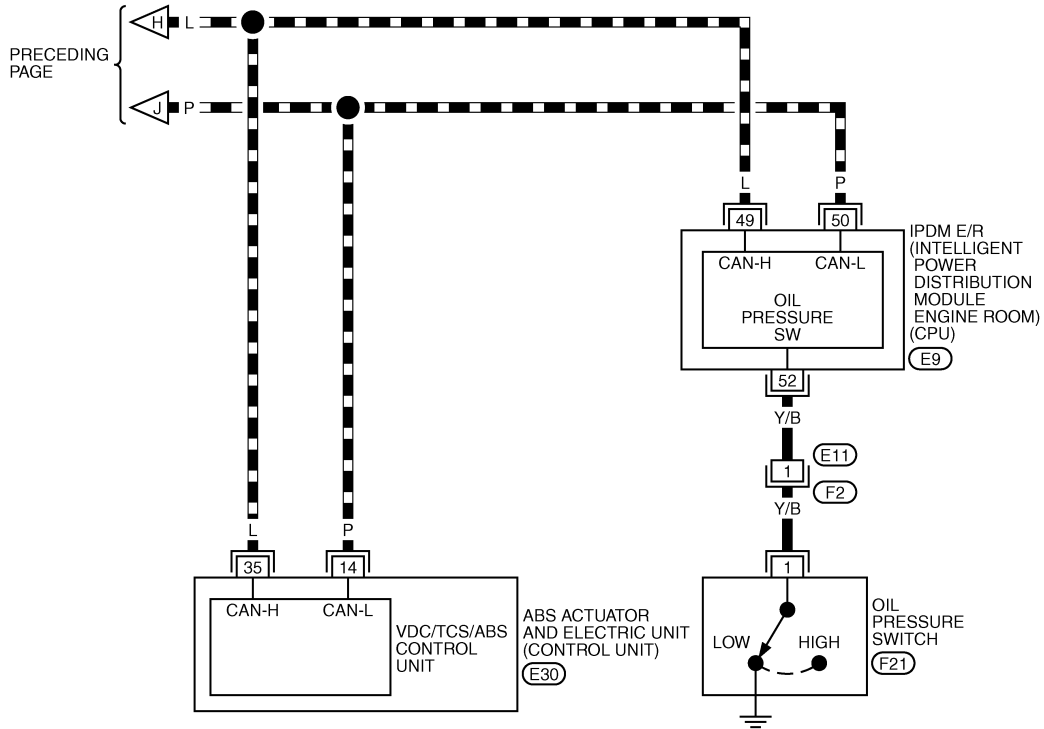 PRECEDING
PAGE
H L
J P
L P
49 50
CAN-H CAN-L
OIL
PRESSURE
SW
IPDM E/R
(INTELLIGENT
POWER
DISTRIBUTION
MODULE
ENGINE ROOM)
(CPU)
E9
52
Y/B
E11
1
F2
Y/B
L P
35 14
CAN-H CAN-L
VDC/TCS/ABS
CONTROL
UNIT
ABS ACTUATOR
AND ELECTRIC UNIT
(CONTROL UNIT)
E30
1
LOW HIGH
OIL
PRESSURE
SWITCH
F21